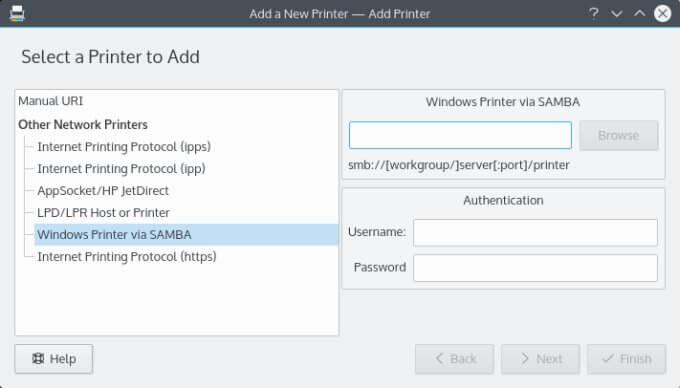 Add a New Printer — Add Printer
Select a Printer to Add
Manual URI
Other Network Printers
Internet Printing Protocol (ipps)
Internet Printing Protocol (ipp)
AppSocket/HP JetDirect
LPD/LPR Host or Printer
Windows Printer via SAMBA
Internet Printing Protocol (https)
Windows Printer via SAMBA
Browse
smb://[workgroup/]server[:port]/printer
Authentication
Username:
Password
Help
Back
Next
Finish